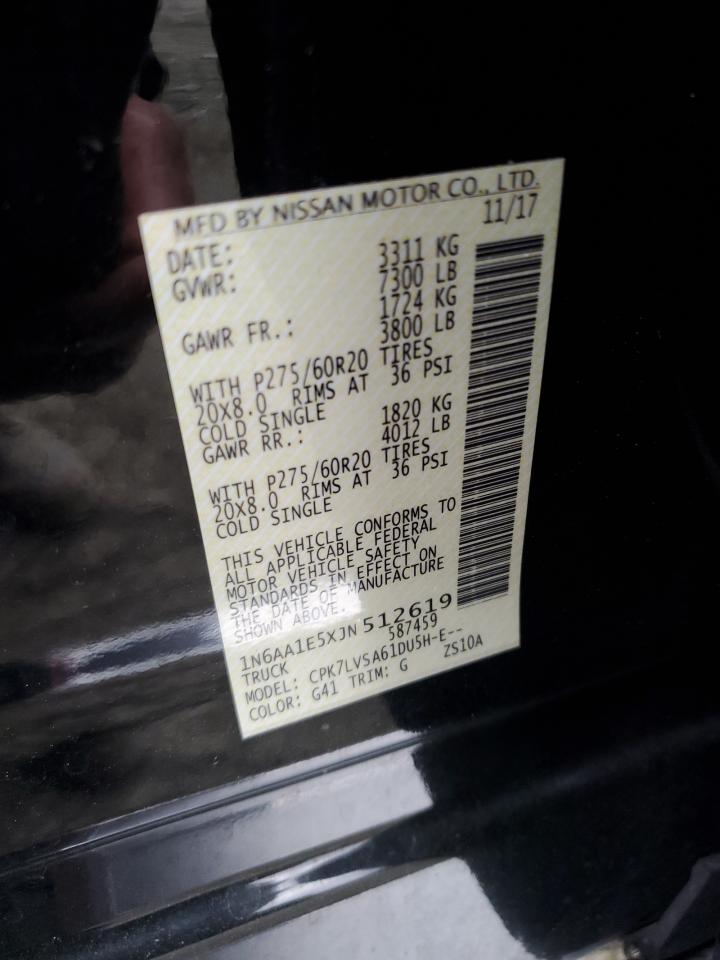 MFD BY NISSAN MOTOR CO., LTD.
DATE: 11/17
GVWR: 3311 KG
7300 LB
GAWR FR.: 1724 KG
3800 LB
WITH P275/60R20 TIRES
20X8.0 RIMS AT 36 PSI
COLD SINGLE
GAWR RR.: 1820 KG
4012 LB
WITH P275/60R20 TIRES
20X8.0 RIMS AT 36 PSI
COLD SINGLE
THIS VEHICLE CONFORMS TO
ALL APPLICABLE FEDERAL
MOTOR VEHICLE SAFETY
STANDARDS IN EFFECT ON
THE DATE OF MANUFACTURE
SHOWN ABOVE.
1N6AA1E5XJN512619
TRUCK 587459
MODEL: CPK7LVSA61DU5H-E--
COLOR: G41 TRIM: G ZS10A